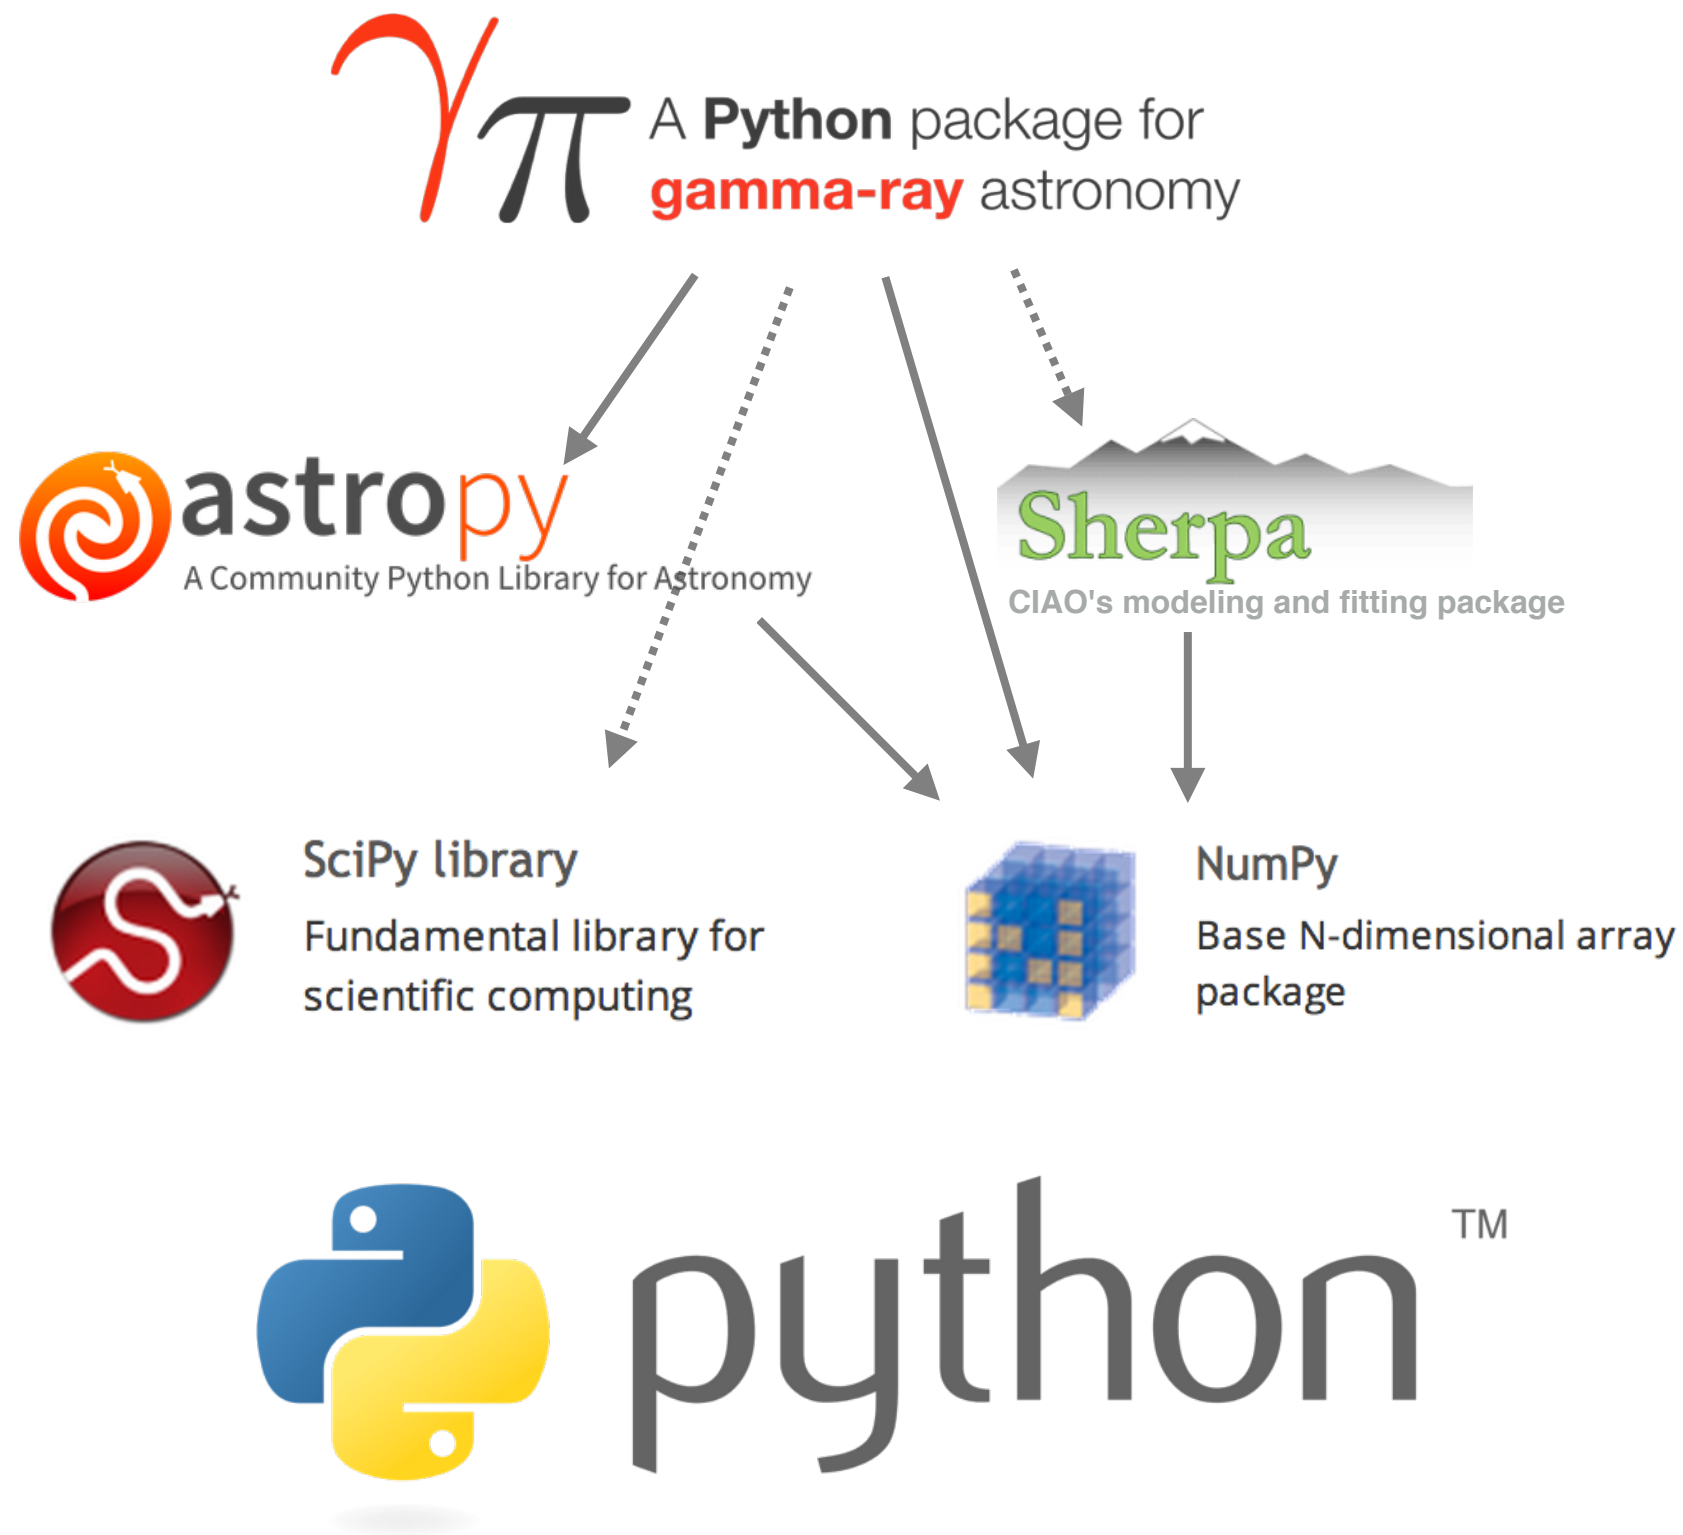 γπ
A Python package for
gamma-ray astronomy
astropy
A Community Python Library for Astronomy
Sherpa
CIAO's modeling and fitting package
SciPy library
Fundamental library for
scientific computing
NumPy
Base N-dimensional array
package
python
TM